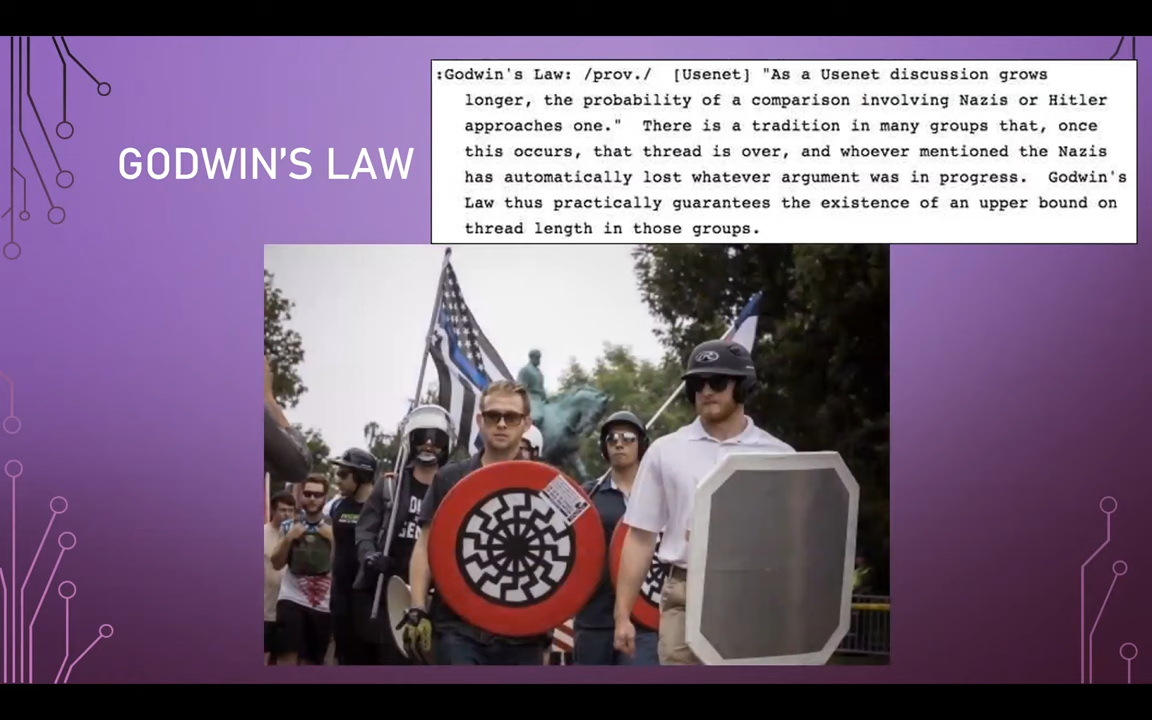 GODWIN'S LAW
:Godwin's Law: /prov./ [Usenet] "As a Usenet discussion grows
longer, the probability of a comparison involving Nazis or Hitler
approaches one." There is a tradition in many groups that, once
this occurs, that thread is over, and whoever mentioned the Nazis
has automatically lost whatever argument was in progress. Godwin's
Law thus practically guarantees the existence of an upper bound on
thread length in those groups.